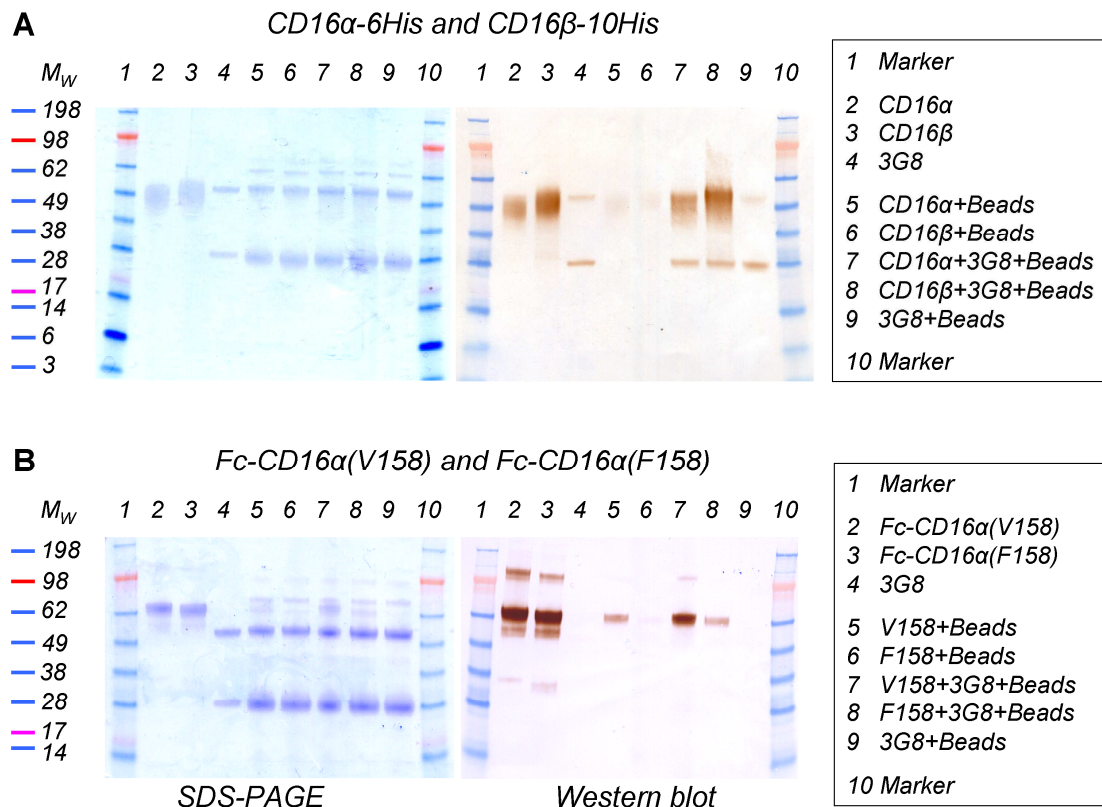 A
CD16α-6His and CD16β-10His
MW 1 2 3 4 5 6 7 8 9 10 1 2 3 4 5 6 7 8 9 10
198
98
62
49
38
28
17
14
6
3
1 Marker
2 CD16α
3 CD16β
4 3G8
5 CD16α+Beads
6 CD16β+Beads
7 CD16α+3G8+Beads
8 CD16β+3G8+Beads
9 3G8+Beads
10 Marker
B
Fc-CD16α(V158) and Fc-CD16α(F158)
MW 1 2 3 4 5 6 7 8 9 10 1 2 3 4 5 6 7 8 9 10
198
98
62
49
38
28
17
14
1 Marker
2 Fc-CD16α(V158)
3 Fc-CD16α(F158)
4 3G8
5 V158+Beads
6 F158+Beads
7 V158+3G8+Beads
8 F158+3G8+Beads
9 3G8+Beads
10 Marker
SDS-PAGE Western blot